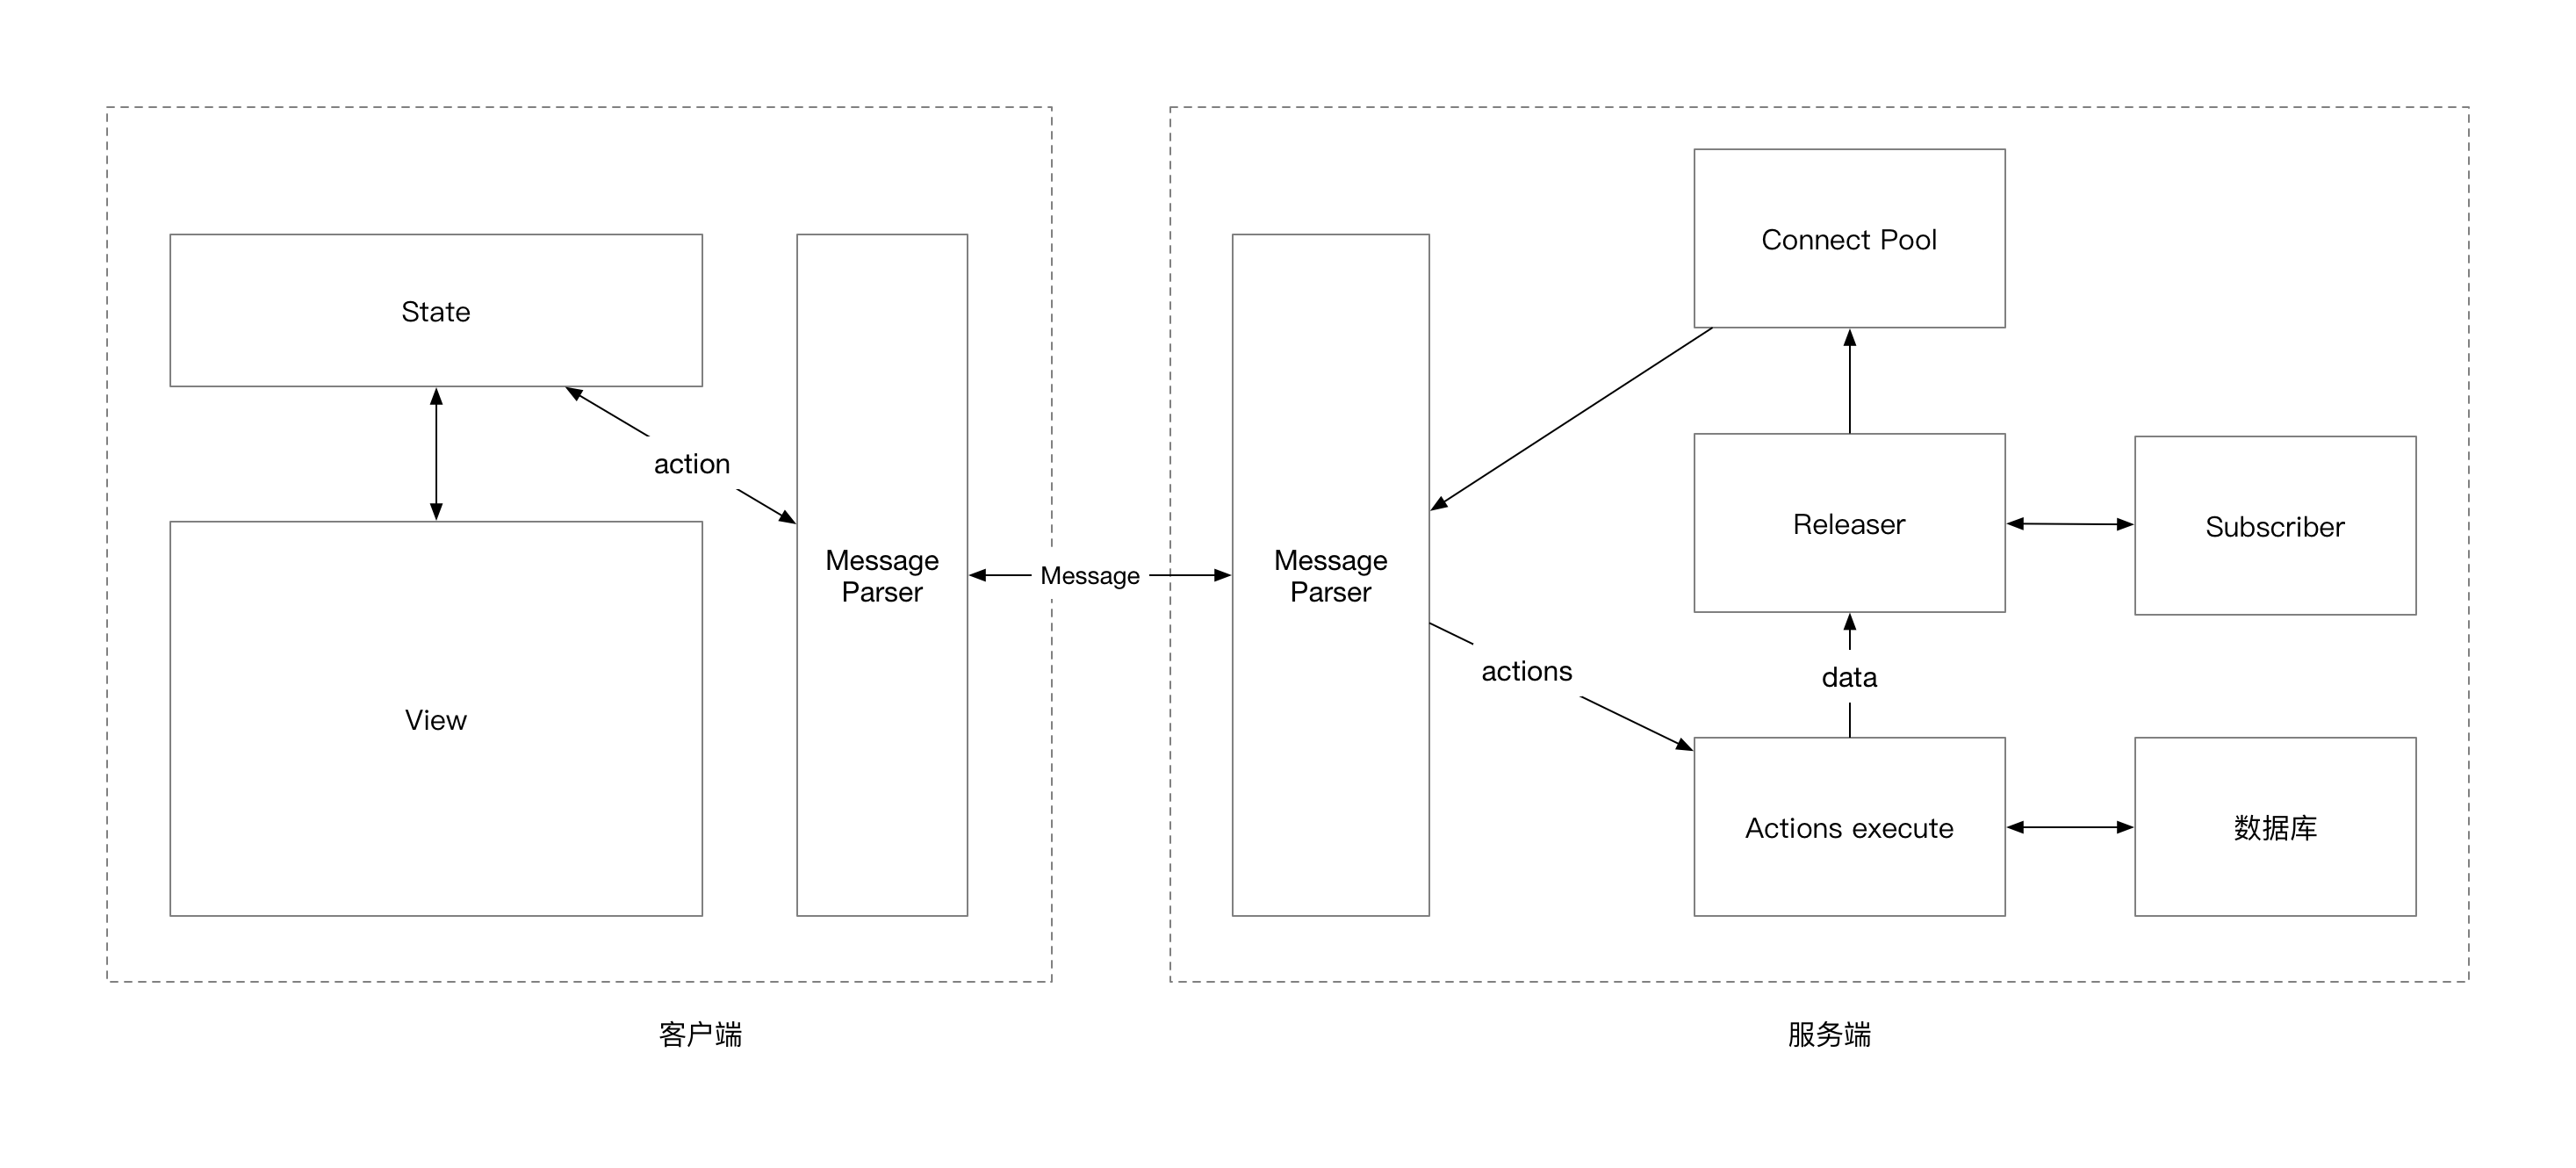 State
action
View
Message
Parser
Message
Message
Parser
actions
Connect Pool
Releaser
Subscriber
data
Actions execute
数据库
客户端
服务端